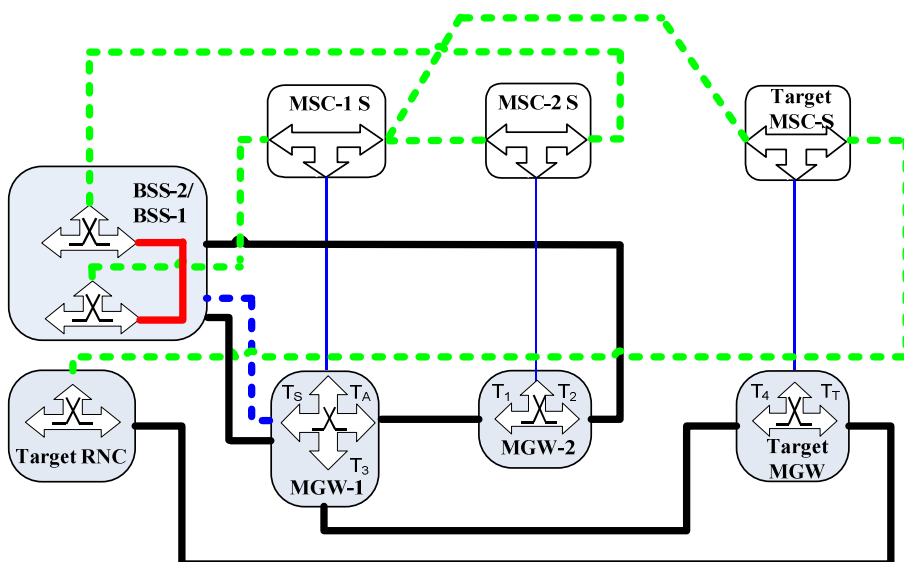 MSC-1 S
MSC-2 S
Target
MSC-S
BSS-2/
BSS-1
TS
TA
T3
MGW-1
T1
T2
MGW-2
T4
TT
Target
MGW
Target RNC